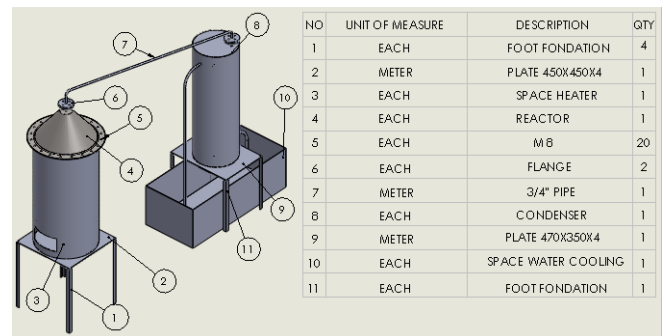 7
8
6
5
10
4
9
11
2
3
1
NO UNIT OF MEASURE DESCRIPTION QTY
1 EACH FOOT FONDATION 4
2 METER PLATE 450X450X4 1
3 EACH SPACE HEATER 1
4 EACH REACTOR 1
5 EACH M8 20
6 EACH FLANGE 2
7 METER 3/4" PIPE 1
8 EACH CONDENSER 1
9 METER PLATE 470X350X4 1
10 EACH SPACE WATER COOLING 1
11 EACH FOOT FONDATION 1